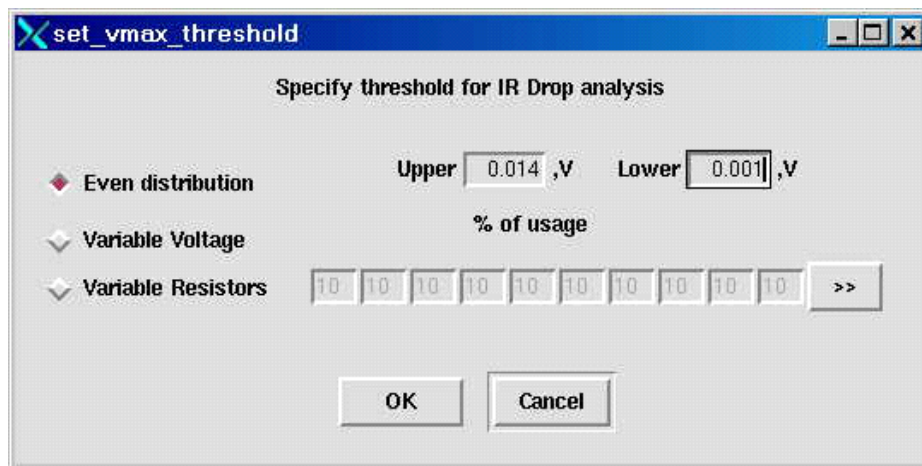 set_vmax_threshold
Specify threshold for IR Drop analysis
Even distribution Upper 0.014 ,V Lower 0.001 ,V
Variable Voltage % of usage
Variable Resistors 10 10 10 10 10 10 10 10 10 10 >>
OK Cancel